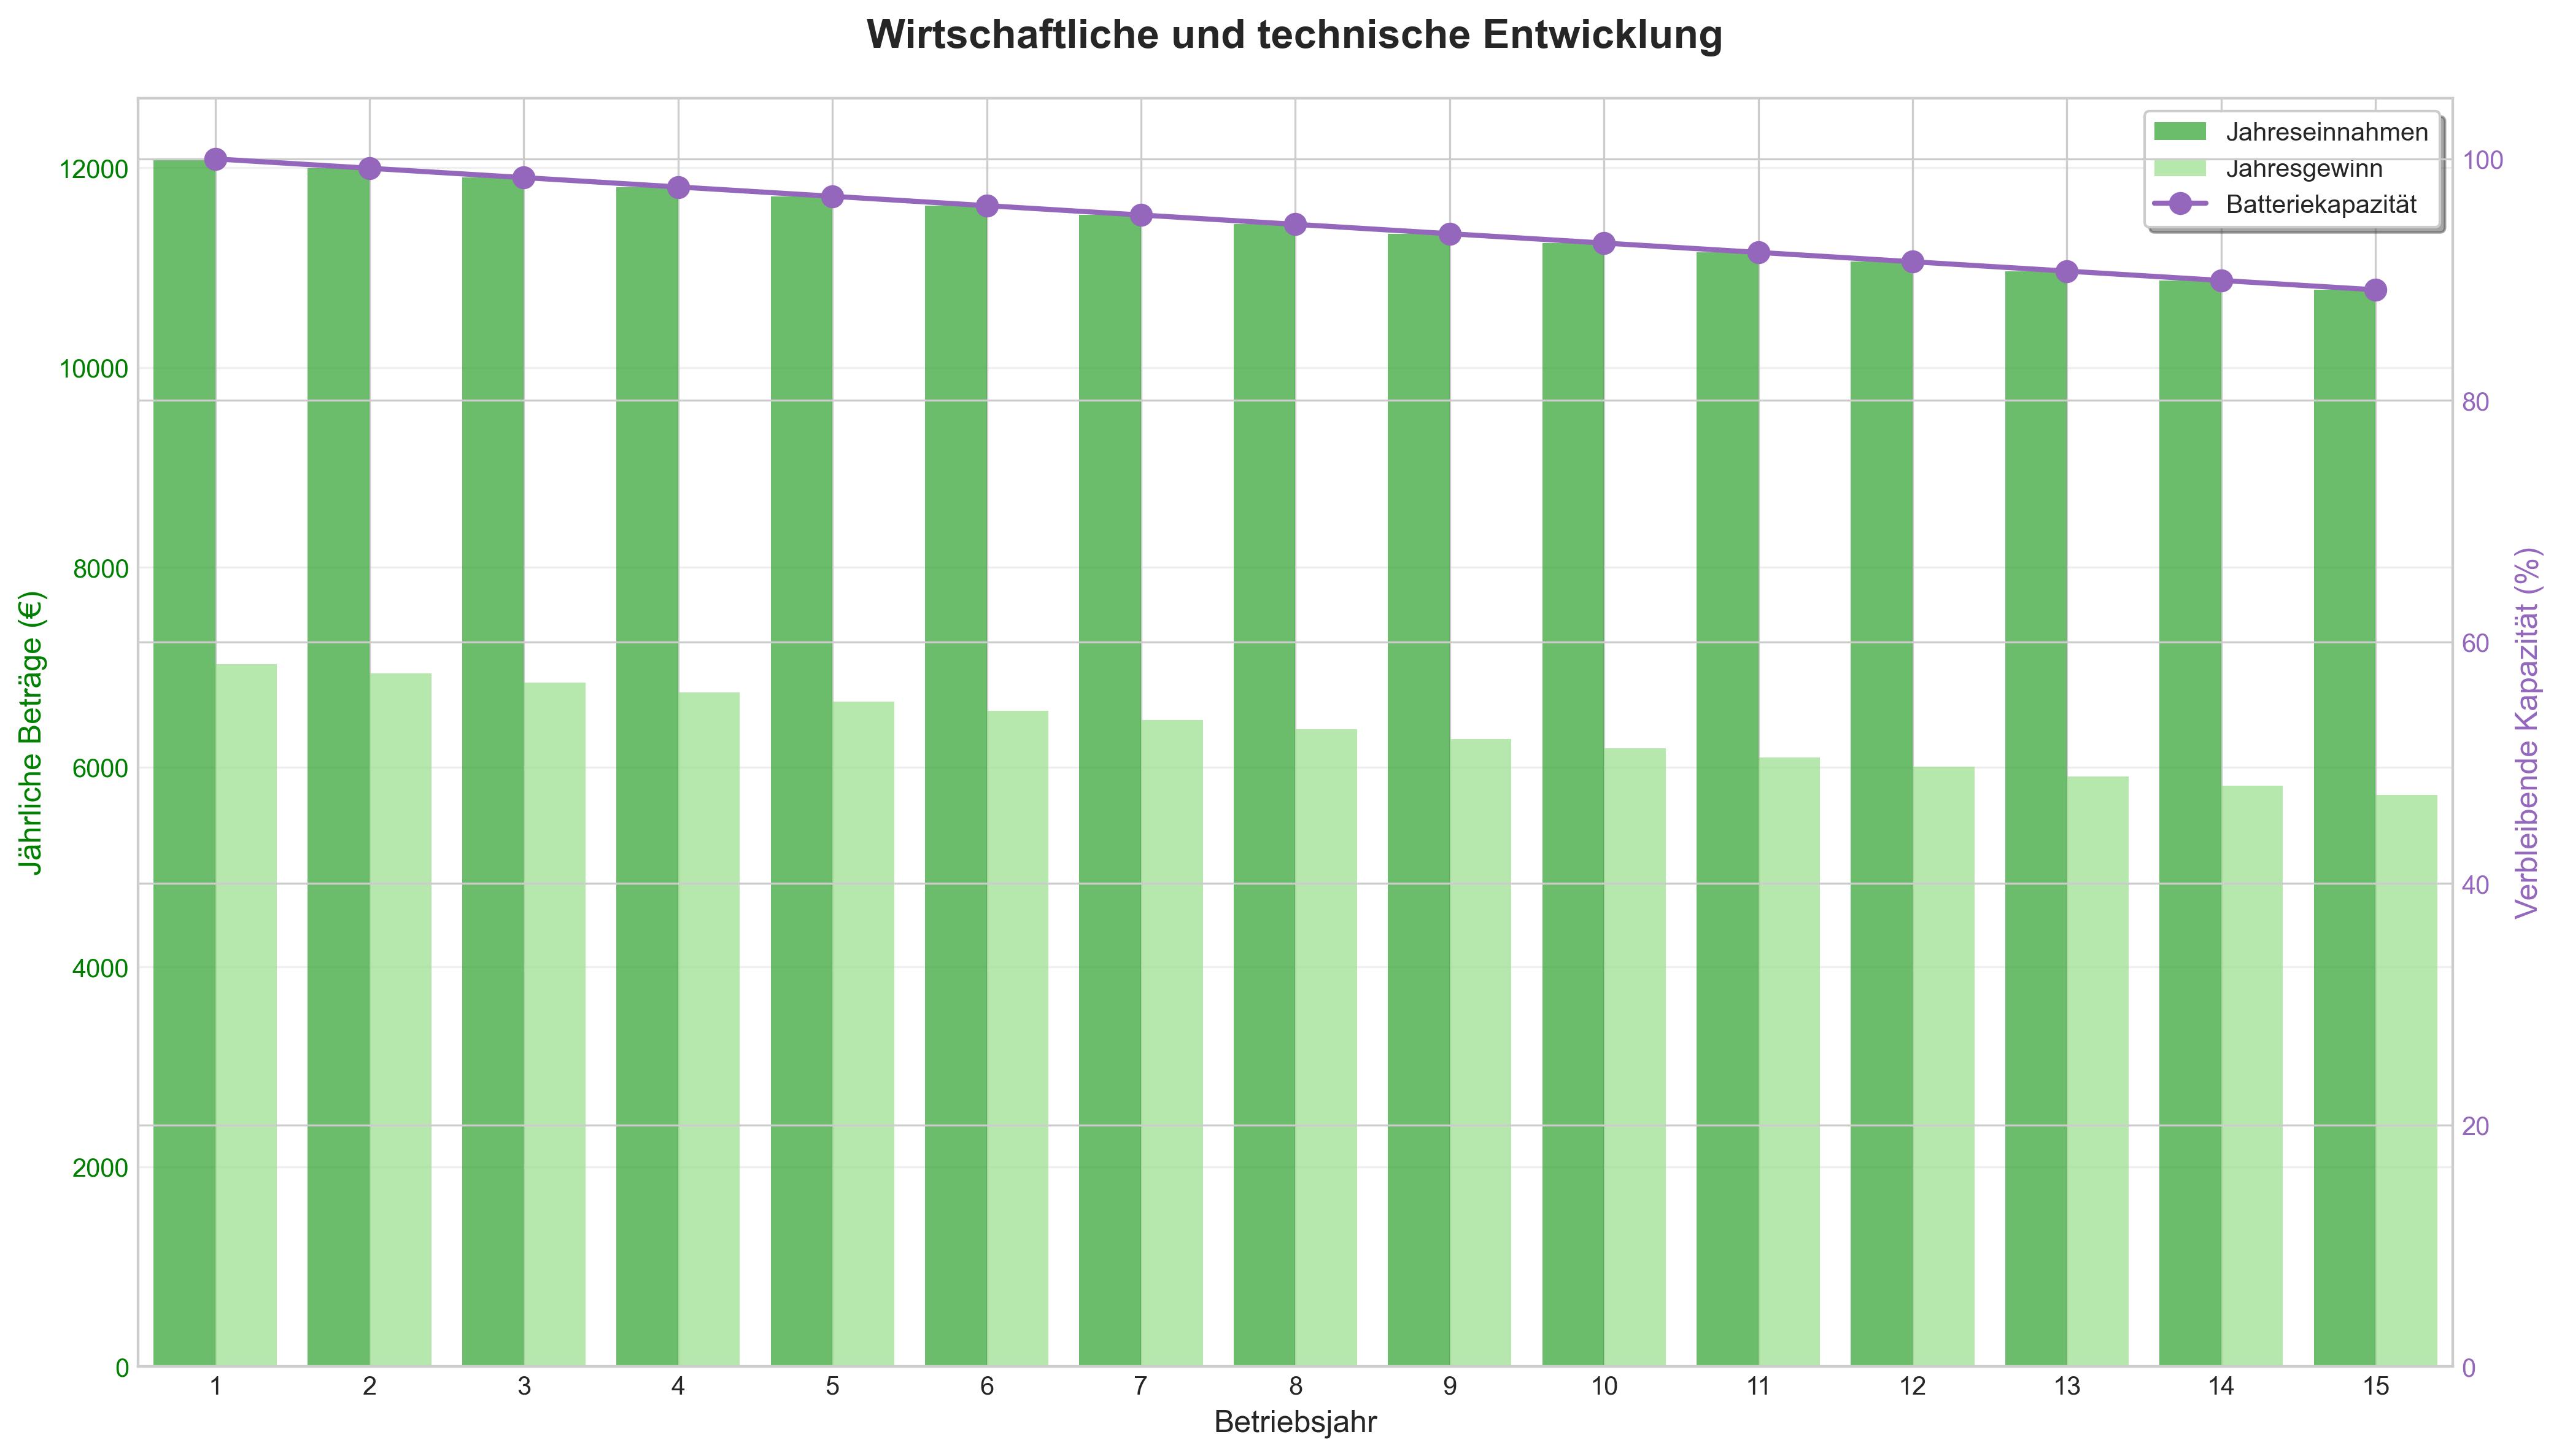 Wirtschaftliche und technische Entwicklung
Jahreseinnahmen
Jahresgewinn
Batteriekapazität
12000
10000
8000
6000
4000
2000
0
Jährliche Beträge (€)
100
80
60
40
20
0
Verbleibende Kapazität (%)
1 2 3 4 5 6 7 8 9 10 11 12 13 14 15
Betriebsjahr